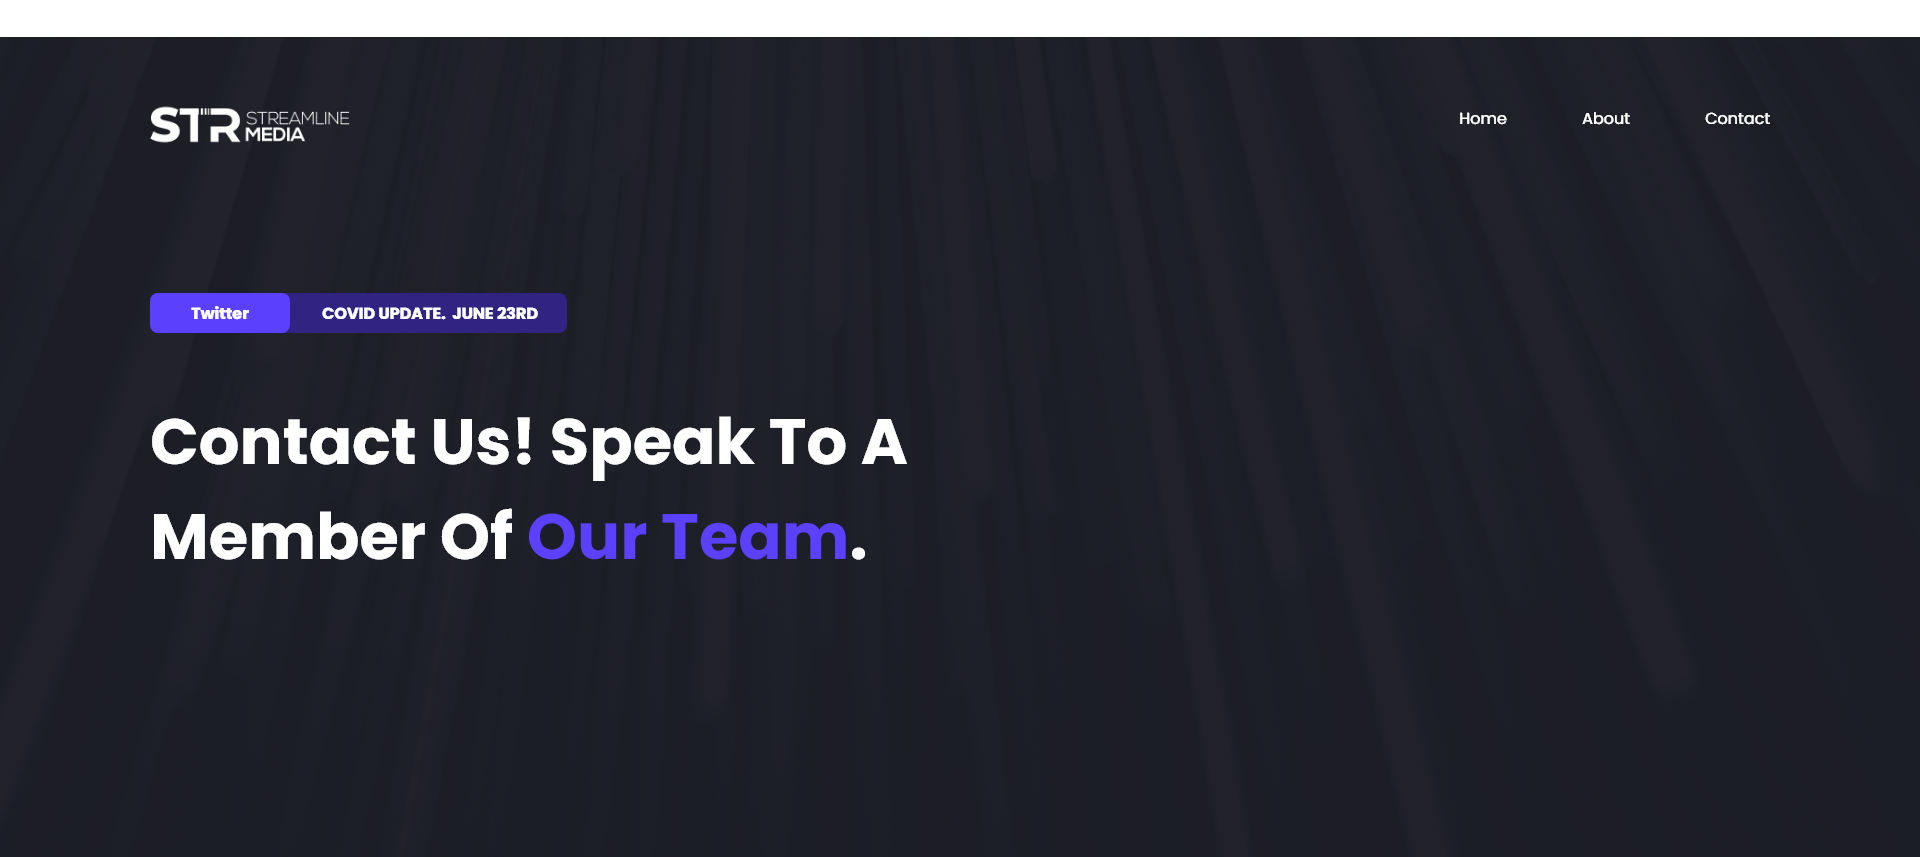 STR STREAMLINE
MEDIA
Home About Contact
Twitter COVID UPDATE. JUNE 23RD
Contact Us! Speak To A
Member Of Our Team.